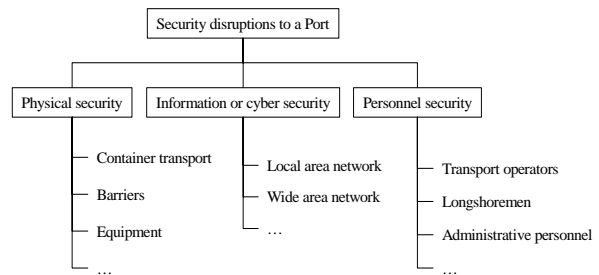 Security disruptions to a Port
Physical security
Information or cyber security
Personnel security
Container transport
Barriers
Equipment
…
Local area network
Wide area network
…
Transport operators
Longshoremen
Administrative personnel
…